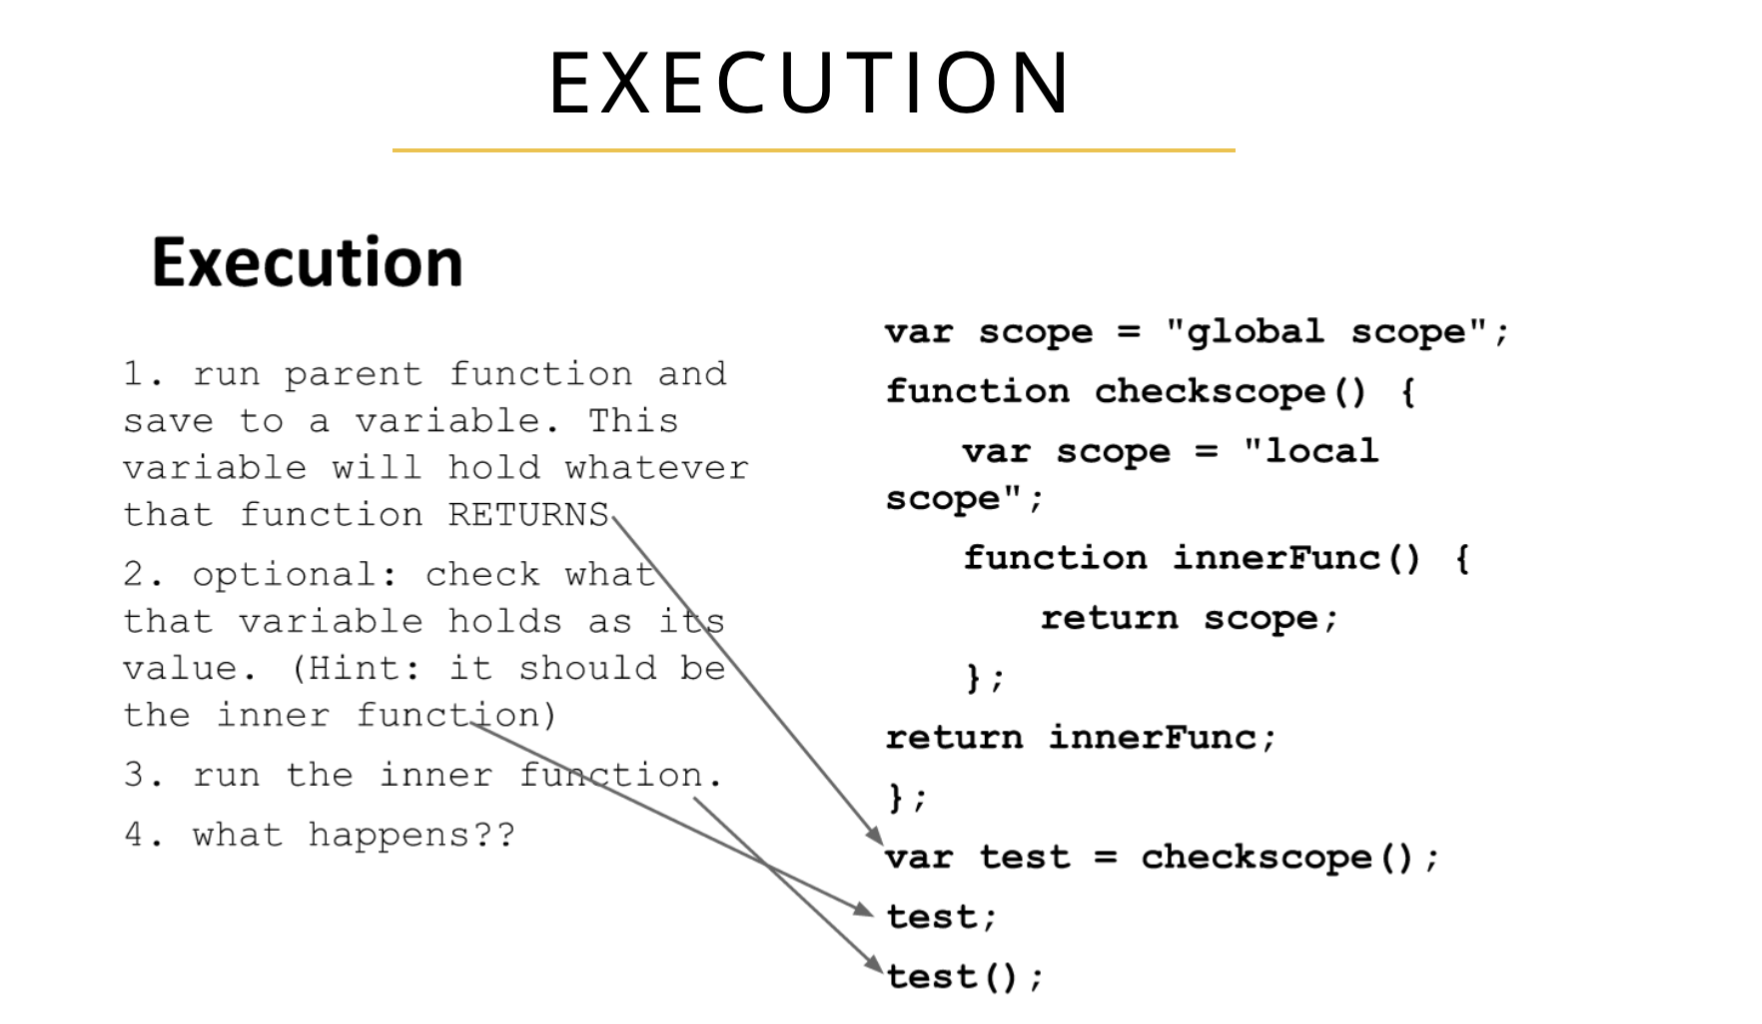 EXECUTION
Execution
1. run parent function and
save to a variable. This
variable will hold whatever
that function RETURNS
2. optional: check what
that variable holds as its
value. (Hint: it should be
the inner function)
3. run the inner function.
4. what happens??
var scope = "global scope";
function checkscope() {
var scope = "local
scope";
function innerFunc() {
return scope;
};
return innerFunc;
};
var test = checkscope();
test;
test();